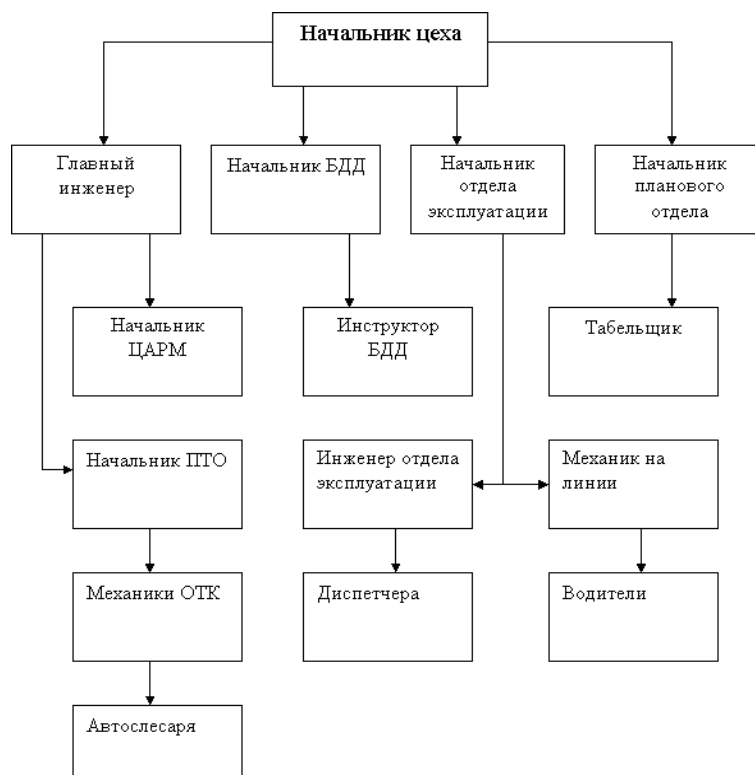 Начальник цеха
Главный
инженер
Начальник БДД
Начальник
отдела
эксплуатации
Начальник
планового
отдела
Начальник
ЦАРМ
Инструктор
БДД
Табельщик
Начальник ПТО
Инженер отдела
эксплуатации
Механик на
линии
Механики ОТК
Диспетчера
Водители
Автослесаря